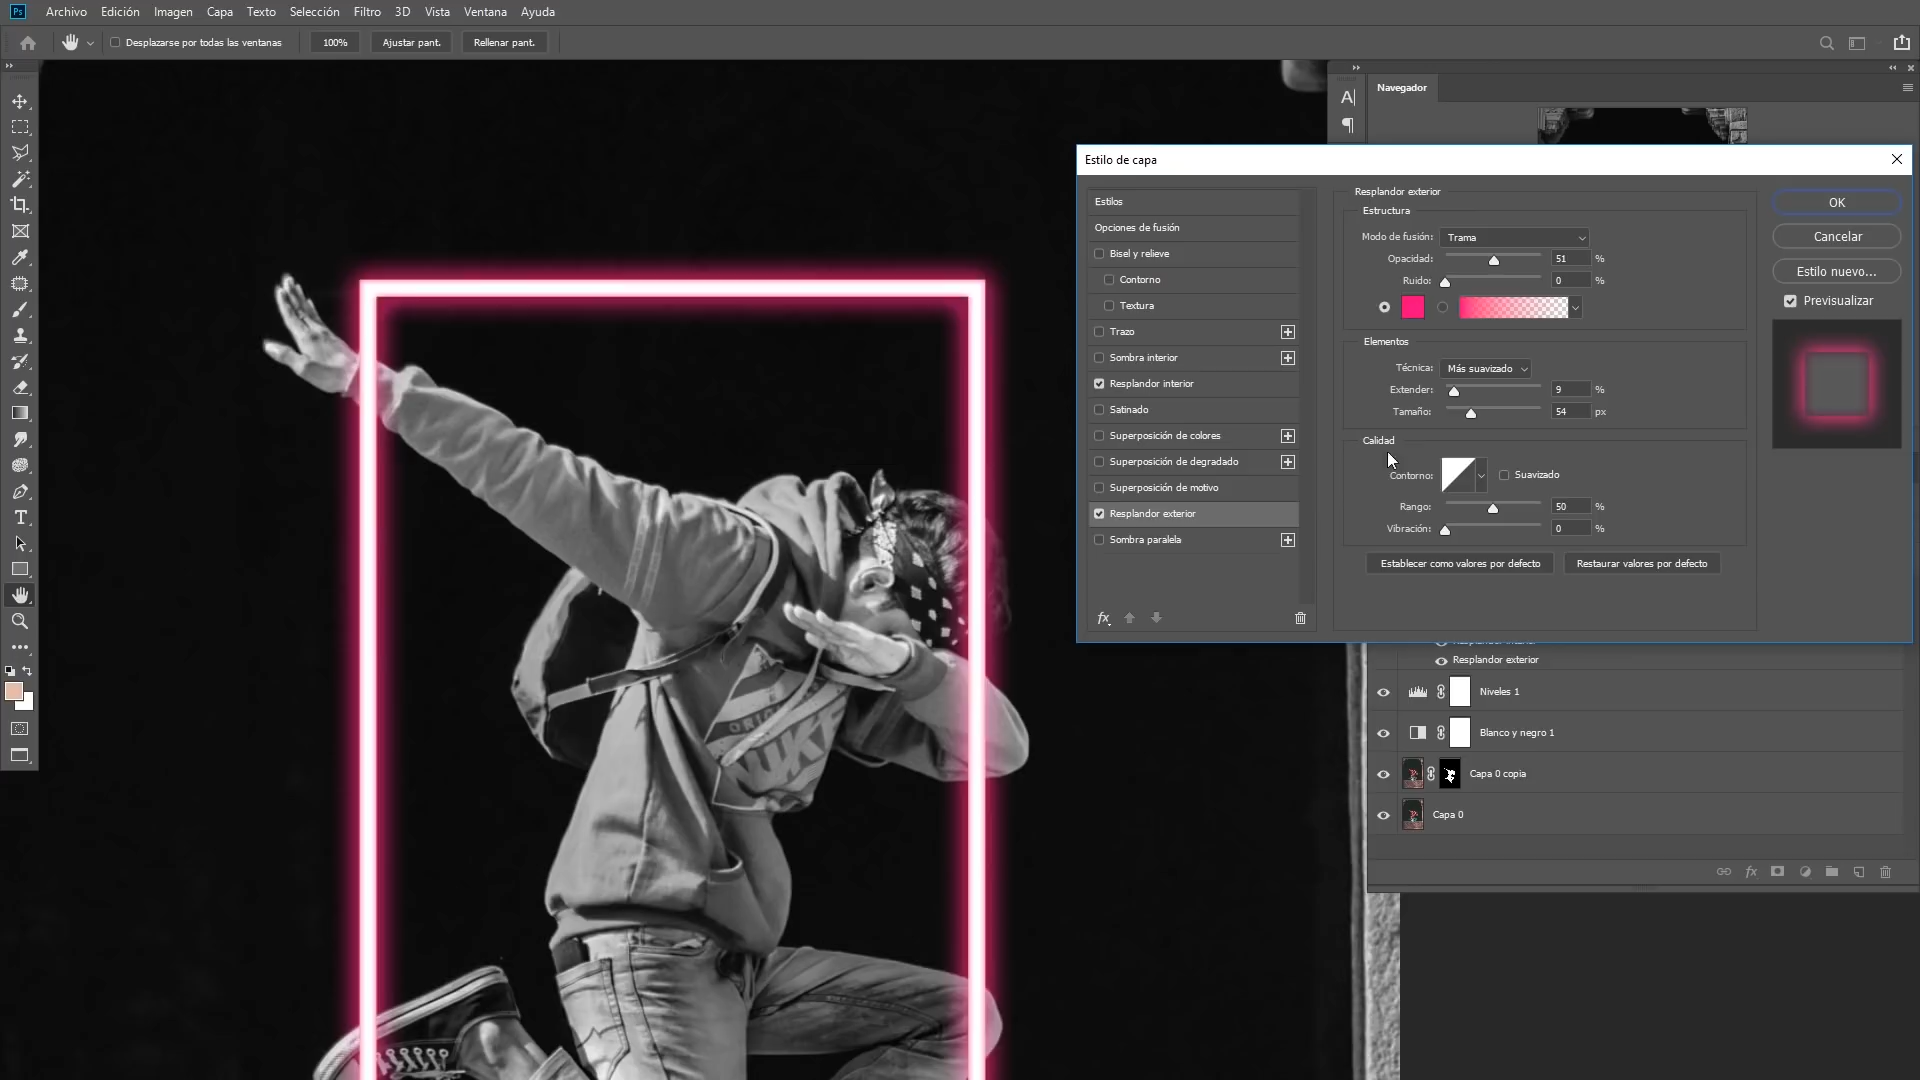 Ps Archivo Edición Imagen Capa Texto Selección Filtro 3D Vista Ventana Ayuda
Desplazarse por todas las ventanas 100% Ajustar pant. Rellenar pant.
Navegador
Estilo de capa
Estilos
Opciones de fusión
Bisel y relieve
Contorno
Textura
Trazo
Sombra interior
Resplandor interior
Satinado
Superposición de colores
Superposición de degradado
Superposición de motivo
Resplandor exterior
Sombra paralela
fx
Resplandor exterior
Estructura
Modo de fusión: Trama
Opacidad: 51 %
Ruido: 0 %
Elementos
Técnica: Más suavizado
Extender: 9 %
Tamaño: 54 px
Calidad
Contorno: Suavizado
Rango: 50 %
Vibración: 0 %
Establecer como valores por defecto Restaurar valores por defecto
OK
Cancelar
Estilo nuevo...
Previsualizar
Resplandor exterior
Niveles 1
Blanco y negro 1
Capa 0 copia
Capa 0
fx
ORIGI